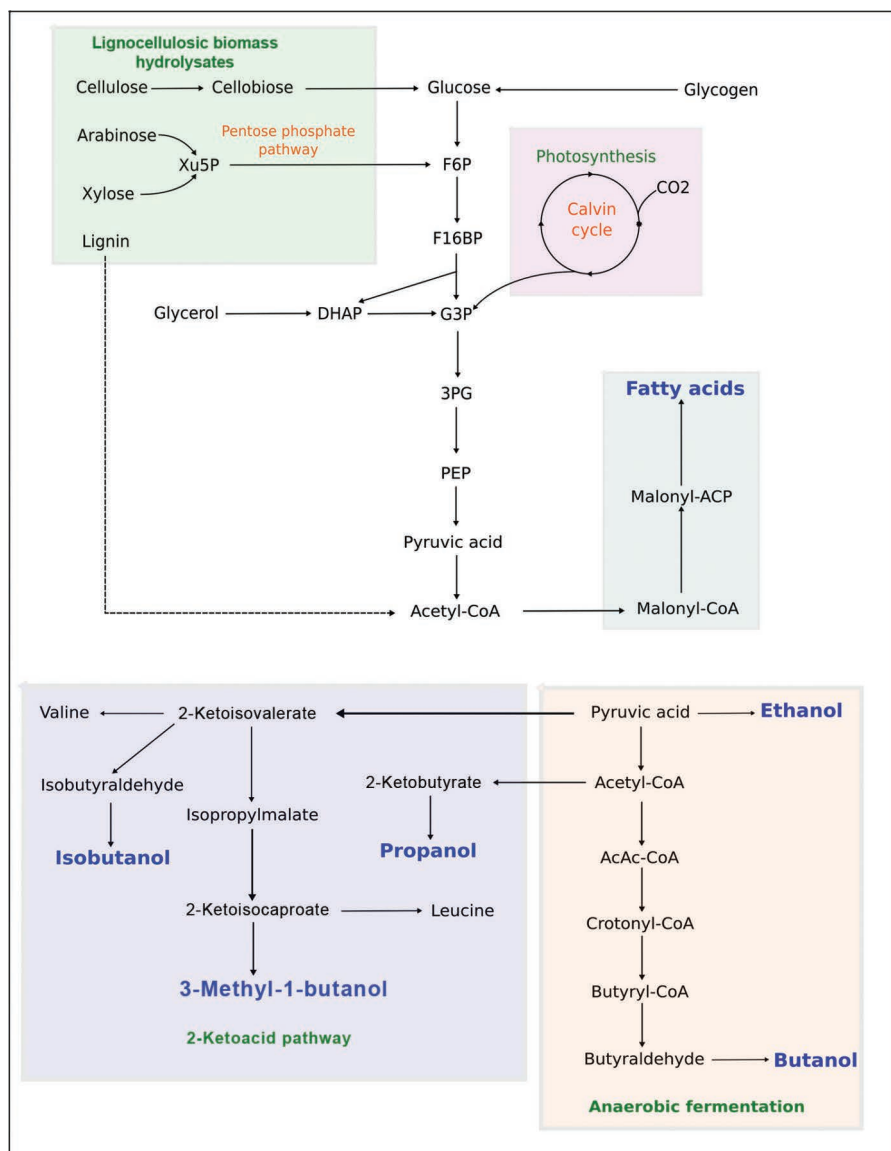 Lignocellulosic biomass
hydrolysates
Cellulose
Cellobiose
Glucose
Glycogen
Arabinose
Pentose phosphate
pathway
Xu5P
F6P
Xylose
Photosynthesis
CO2
Calvin
cycle
Lignin
F16BP
Glycerol
DHAP
G3P
3PG
Fatty acids
PEP
Malonyl-ACP
Pyruvic acid
Acetyl-CoA
Malonyl-CoA
Valine
2-Ketoisovalerate
Pyruvic acid
Ethanol
Isobutyraldehyde
2-Ketobutyrate
Acetyl-CoA
Isopropylmalate
Isobutanol
Propanol
AcAc-CoA
2-Ketoisocaproate
Leucine
Crotonyl-CoA
3-Methyl-1-butanol
Butyryl-CoA
2-Ketoacid pathway
Butyraldehyde
Butanol
Anaerobic fermentation